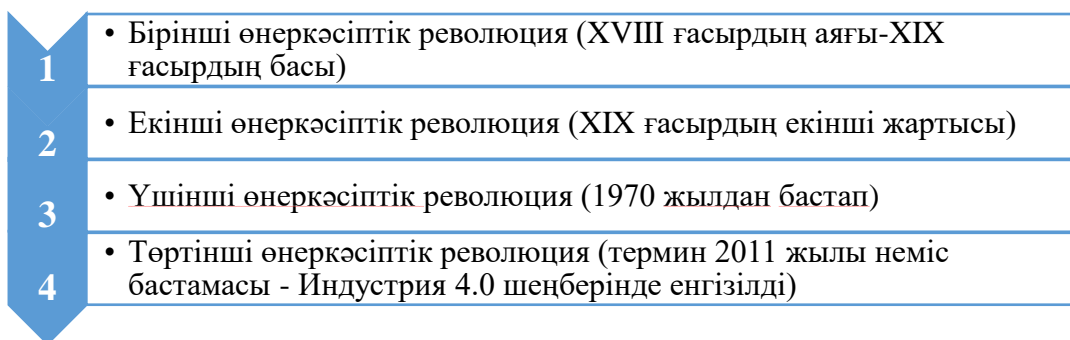 1
• Бірінші өнеркәсіптік революция (XVIII ғасырдың аяғы-XIX
ғасырдың басы)
2
• Екінші өнеркәсіптік революция (XIX ғасырдың екінші жартысы)
3
• Үшінші өнеркәсіптік революция (1970 жылдан бастап)
4
• Төртінші өнеркәсіптік революция (термин 2011 жылы неміс
бастамасы - Индустрия 4.0 шеңберінде енгізілді)